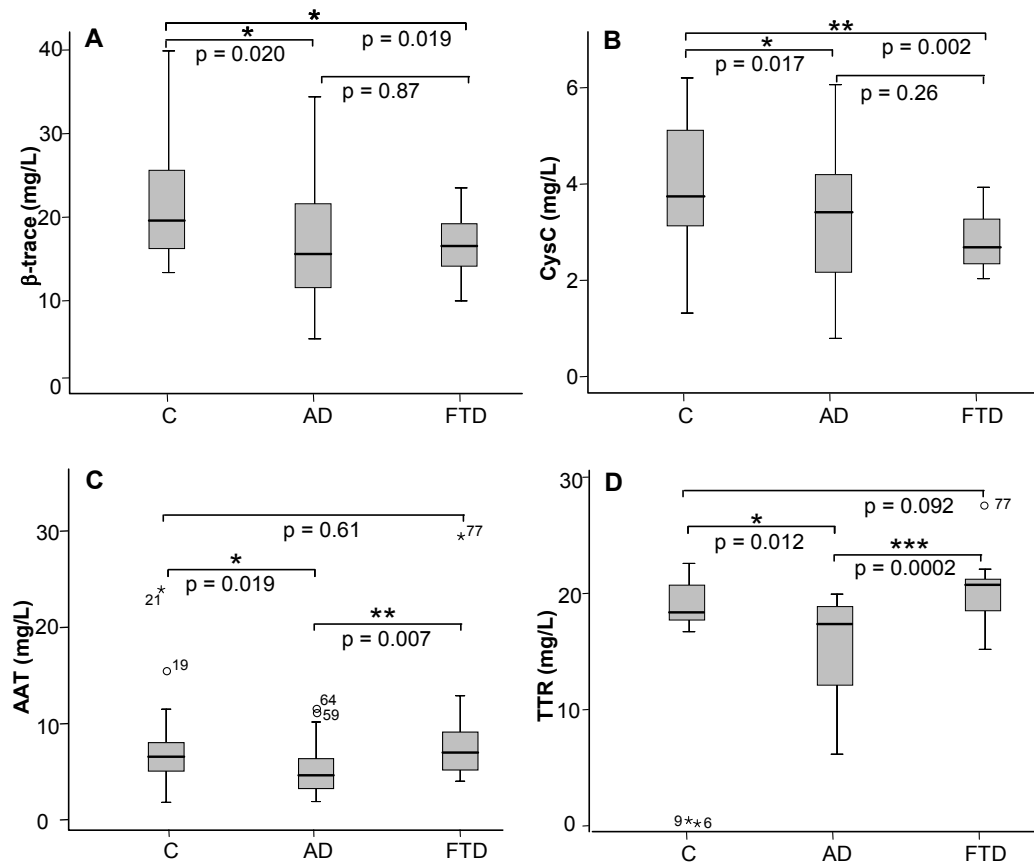 A
*
*
p = 0.019
p = 0.020
p = 0.87
β-trace (mg/L)
40
30
20
10
0
C
AD
FTD
B
**
*
p = 0.002
p = 0.017
p = 0.26
CysC (mg/L)
6
4
2
0
C
AD
FTD
C
p = 0.61
*77
*
p = 0.019
21*
**
p = 0.007
19
64
59
AAT (mg/L)
30
20
10
0
C
AD
FTD
D
p = 0.092
77
*
p = 0.012
***
p = 0.0002
TTR (mg/L)
30
20
10
0
9**6
C
AD
FTD